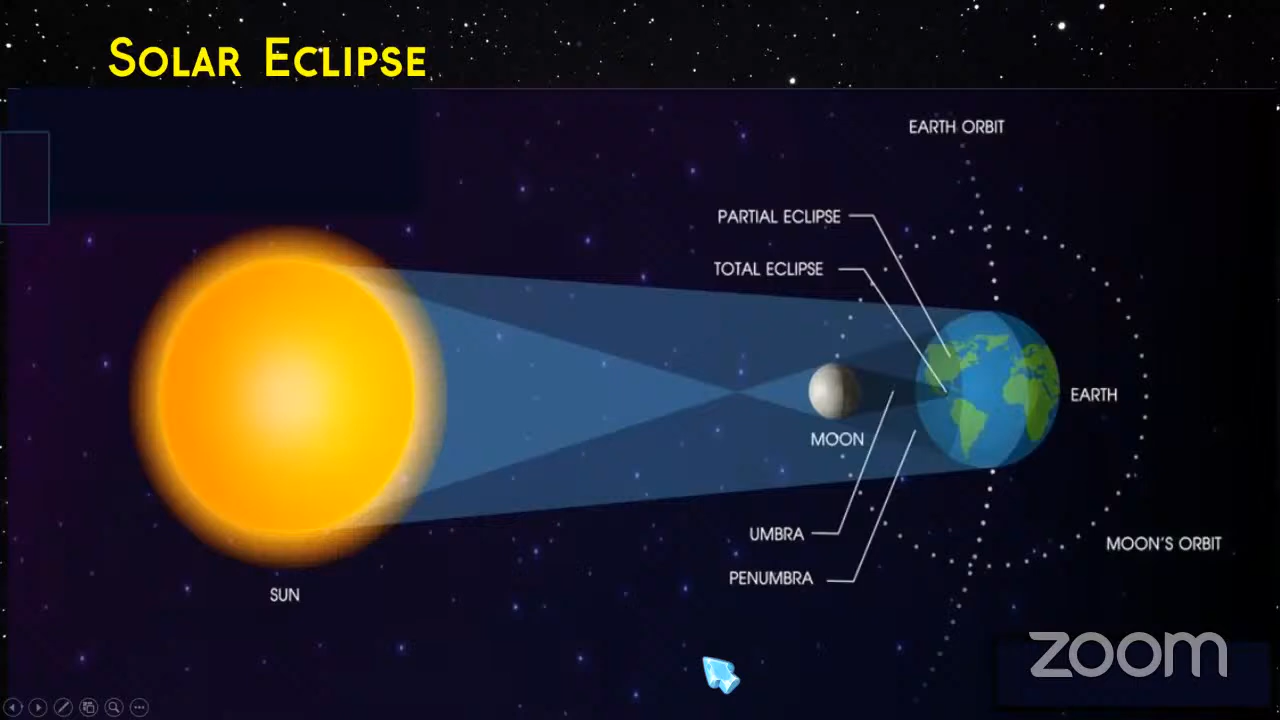 Solar Eclipse
EARTH ORBIT
PARTIAL ECLIPSE
TOTAL ECLIPSE
EARTH
MOON
UMBRA
MOON'S ORBIT
PENUMBRA
SUN
zoom